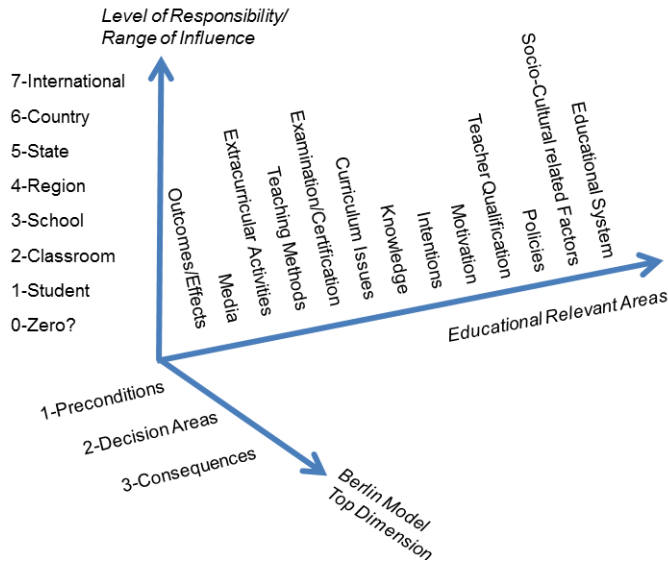 Level of Responsibility/
Range of Influence
7-International
6-Country
5-State
4-Region
3-School
2-Classroom
1-Student
0-Zero?
Outcomes/Effects
Media
Extracurricular Activities
Teaching Methods
Examination/Certification
Curriculum Issues
Knowledge
Intentions
Motivation
Teacher Qualification
Policies
Socio-Cultural related Factors
Educational System
Educational Relevant Areas
1-Preconditions
2-Decision Areas
3-Consequences
Berlin Model
Top Dimension